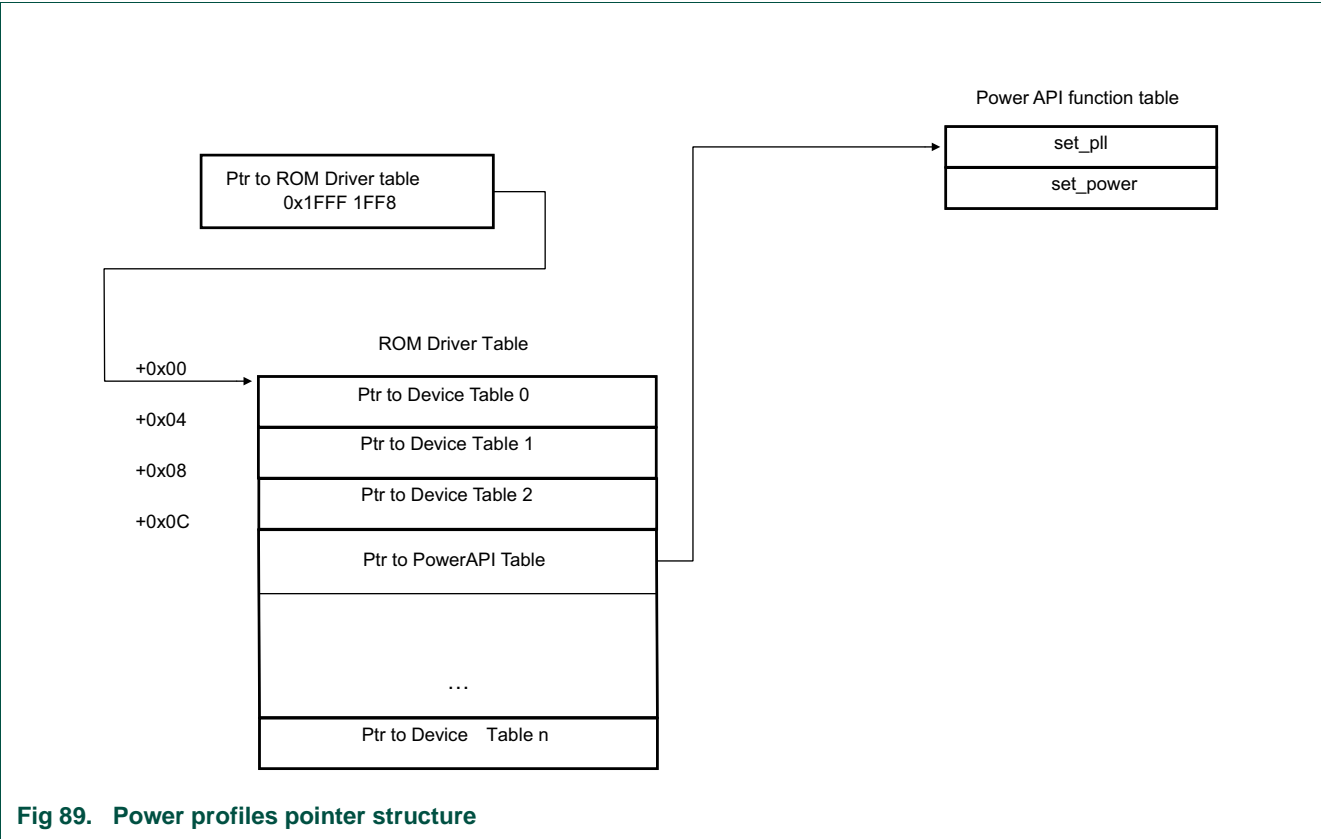 Power API function table
set_pll
set_power
Ptr to ROM Driver table
0x1FFF 1FF8
ROM Driver Table
+0x00
Ptr to Device Table 0
+0x04
Ptr to Device Table 1
+0x08
Ptr to Device Table 2
+0x0C
Ptr to PowerAPI Table
...
Ptr to Device Table n
Fig 89. Power profiles pointer structure